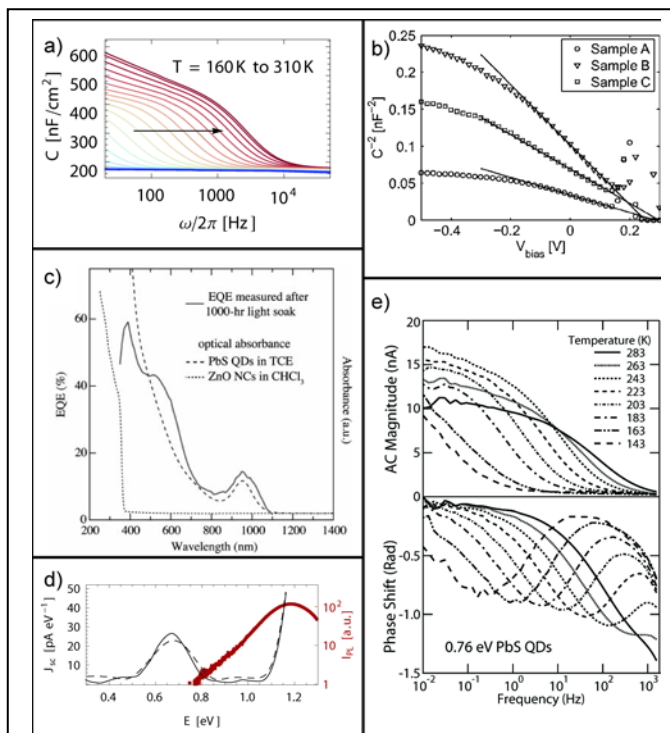 a)
600
500
400
300
200
C [nF/cm²]
T = 160K to 310K
100
1000
10⁴
ω/2π [Hz]
b)
0.25
0.2
0.15
0.1
0.05
0
C⁻² [nF⁻²]
Sample A
Sample B
Sample C
−0.4
−0.2
0
0.2
V_bias [V]
c)
60
40
20
0
EQE (%)
EQE measured after
1000-hr light soak
optical absorbance
PbS QDs in TCE
ZnO NCs in CHCl₃
Absorbance (a.u.)
200
400
600
800
1000
1200
1400
Wavelength (nm)
d)
50
40
30
20
10
J_sc [pA eV⁻¹]
10²
10
1
I_PL [a.u.]
0.4
0.6
0.8
1.0
1.2
E [eV]
e)
20
15
10
5
0
AC Magnitude (nA)
Temperature (K)
283
263
243
223
203
183
163
143
-0.5
-1.0
-1.5
Phase Shift (Rad)
0.76 eV PbS QDs
10⁻²
10⁻¹
10⁰
10¹
10²
10³
Frequency (Hz)